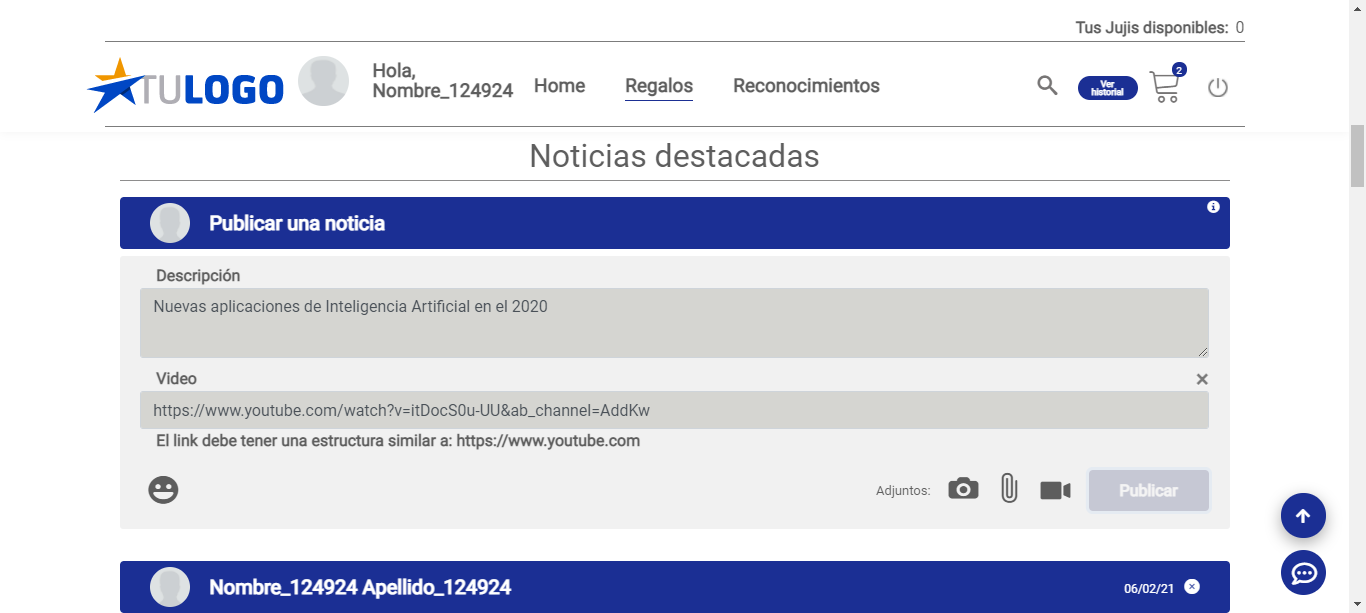 Tus Jujis disponibles: 0
TULOGO
Hola,
Nombre_124924
Home
Regalos
Reconocimientos
Ver
historial
2
Noticias destacadas
Publicar una noticia
Descripción
Nuevas aplicaciones de Inteligencia Artificial en el 2020
Video
https://www.youtube.com/watch?v=itDocS0u-UU&ab_channel=AddKw
El link debe tener una estructura similar a: https://www.youtube.com
Adjuntos:
Publicar
Nombre_124924 Apellido_124924
06/02/21